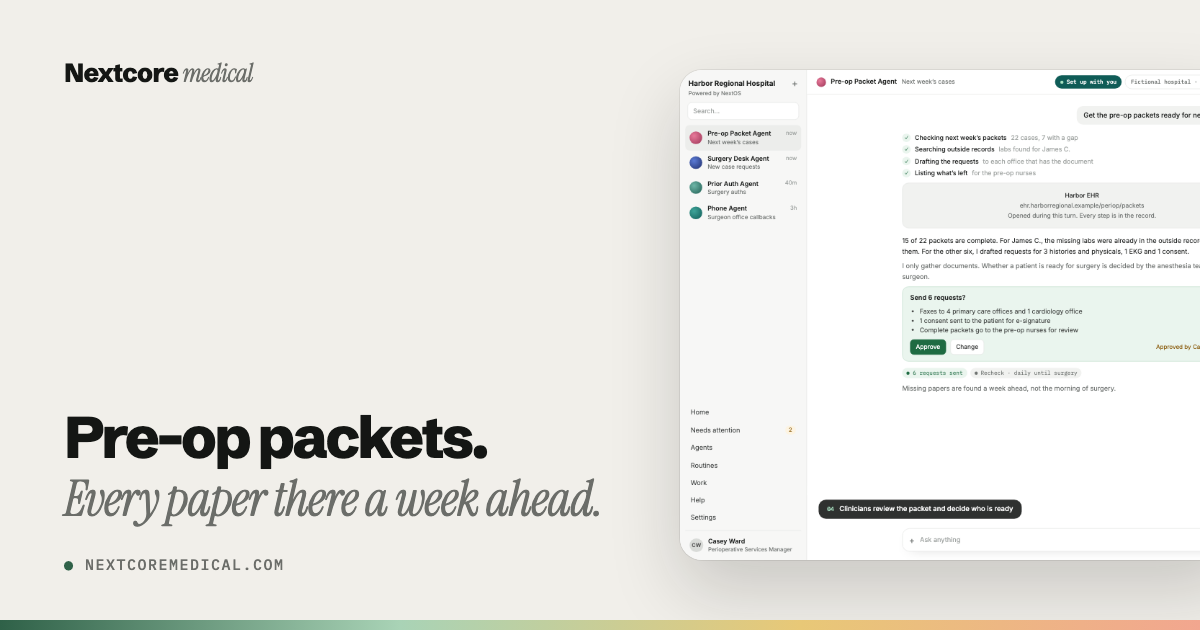 Nextcore medical
Pre-op packets.
Every paper there a week ahead.
NEXTCOREMEDICAL.COM
Harbor Regional Hospital +
Powered by NextOS
Search...
Pre-op Packet Agent now
Next week's cases
Surgery Desk Agent now
New case requests
Prior Auth Agent 40m
Surgery auths
Phone Agent 3h
Surgeon office callbacks
Home
Needs attention 2
Agents
Routines
Work
Help
Settings
CW Casey Ward
Perioperative Services Manager
Pre-op Packet Agent Next week's cases
Set up with you
Fictional hospital ·
Get the pre-op packets ready for ne
Checking next week's packets 22 cases, 7 with a gap
Searching outside records labs found for James C.
Drafting the requests to each office that has the document
Listing what's left for the pre-op nurses
Harbor EHR
ehr.harborregional.example/periop/packets
Opened during this turn. Every step is in the record.
15 of 22 packets are complete. For James C., the missing labs were already in the outside recor
them. For the other six, I drafted requests for 3 histories and physicals, 1 EKG and 1 consent.
I only gather documents. Whether a patient is ready for surgery is decided by the anesthesia te
surgeon.
Send 6 requests?
• Faxes to 4 primary care offices and 1 cardiology office
• 1 consent sent to the patient for e-signature
• Complete packets go to the pre-op nurses for review
Approve Change Approved by Ca
6 requests sent Recheck · daily until surgery
Missing papers are found a week ahead, not the morning of surgery.
04 Clinicians review the packet and decide who is ready
+ Ask anything